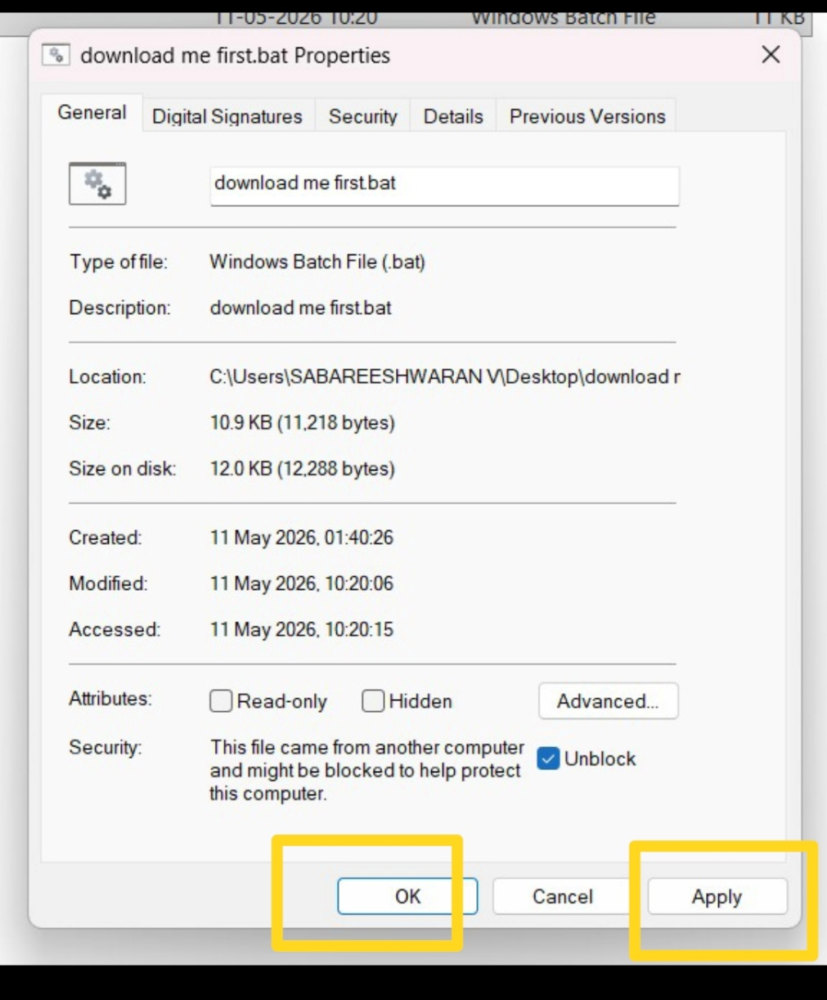 11-05-2026 10:20 Windows Batch File 11 KB
download me first.bat Properties
General Digital Signatures Security Details Previous Versions
download me first.bat
Type of file: Windows Batch File (.bat)
Description: download me first.bat
Location: C:\Users\SABAREESHWARAN V\Desktop\download r
Size: 10.9 KB (11,218 bytes)
Size on disk: 12.0 KB (12,288 bytes)
Created: 11 May 2026, 01:40:26
Modified: 11 May 2026, 10:20:06
Accessed: 11 May 2026, 10:20:15
Attributes: Read-only Hidden Advanced...
Security: This file came from another computer
and might be blocked to help protect
this computer.
Unblock
OK Cancel Apply